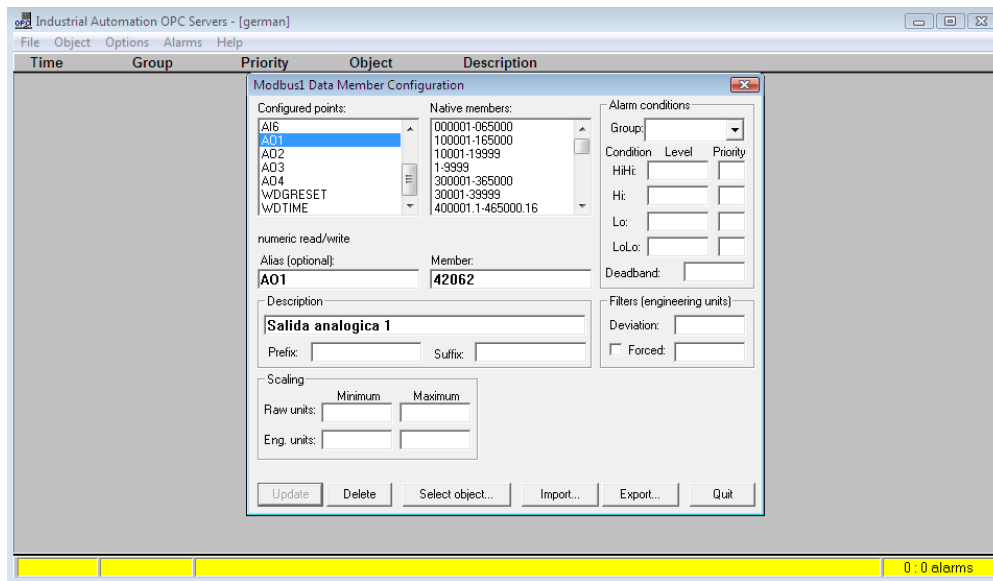 OPC Industrial Automation OPC Servers - [german]
File Object Options Alarms Help
Time Group Priority Object Description
Modbus1 Data Member Configuration
Configured points:
AI6
AO1
AO2
AO3
AO4
WDGRESET
WDTIME
Native members:
000001-065000
100001-165000
10001-19999
1-9999
300001-365000
30001-39999
400001.1-465000.16
Alarm conditions
Group:
Condition Level Priority
HiHi:
Hi:
Lo:
LoLo:
Deadband:
numeric read/write
Alias (optional):
AO1
Member:
42062
Description
Salida analogica 1
Prefix:
Suffix:
Filters (engineering units)
Deviation:
Forced:
Scaling
Minimum Maximum
Raw units:
Eng. units:
Update Delete Select object... Import... Export... Quit
0 : 0 alarms